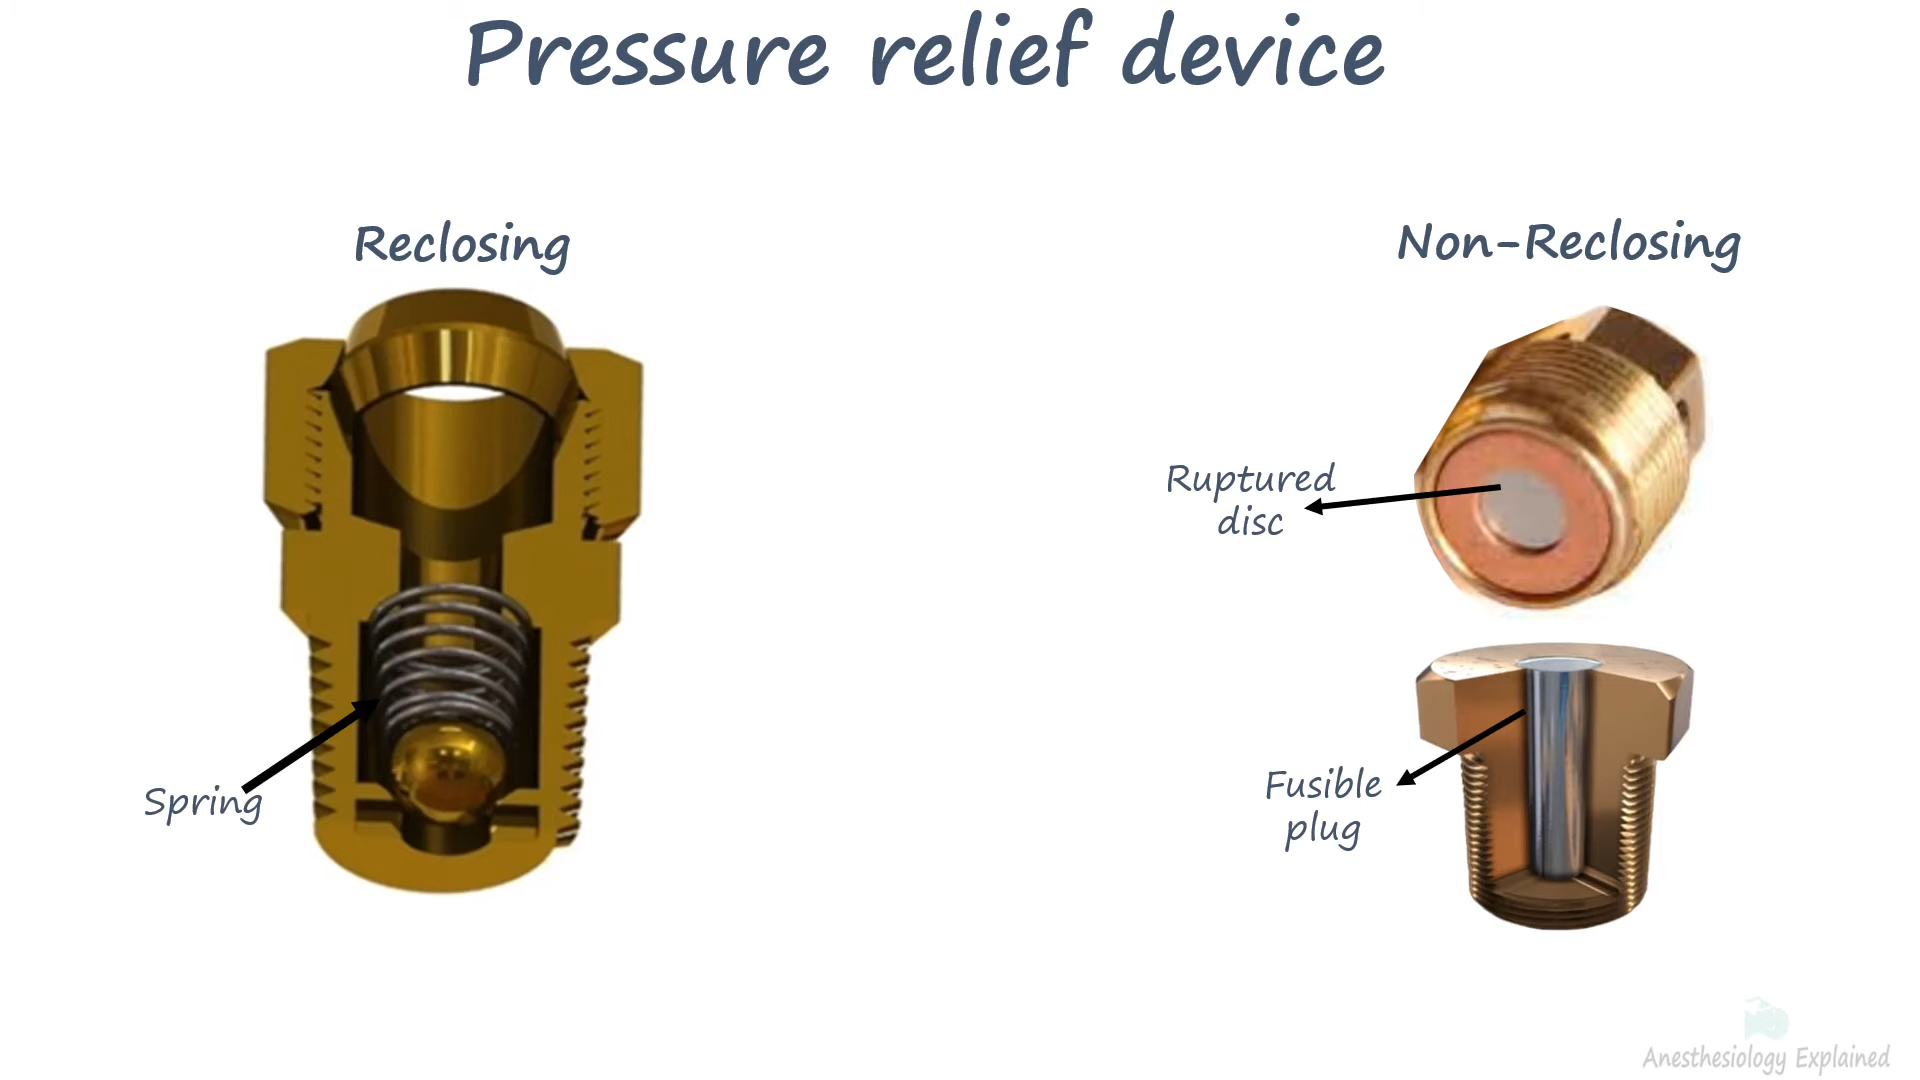 Pressure relief device
Reclosing
Non-Reclosing
Ruptured
disc
Spring
Fusible
plug
Anesthesiology Explained